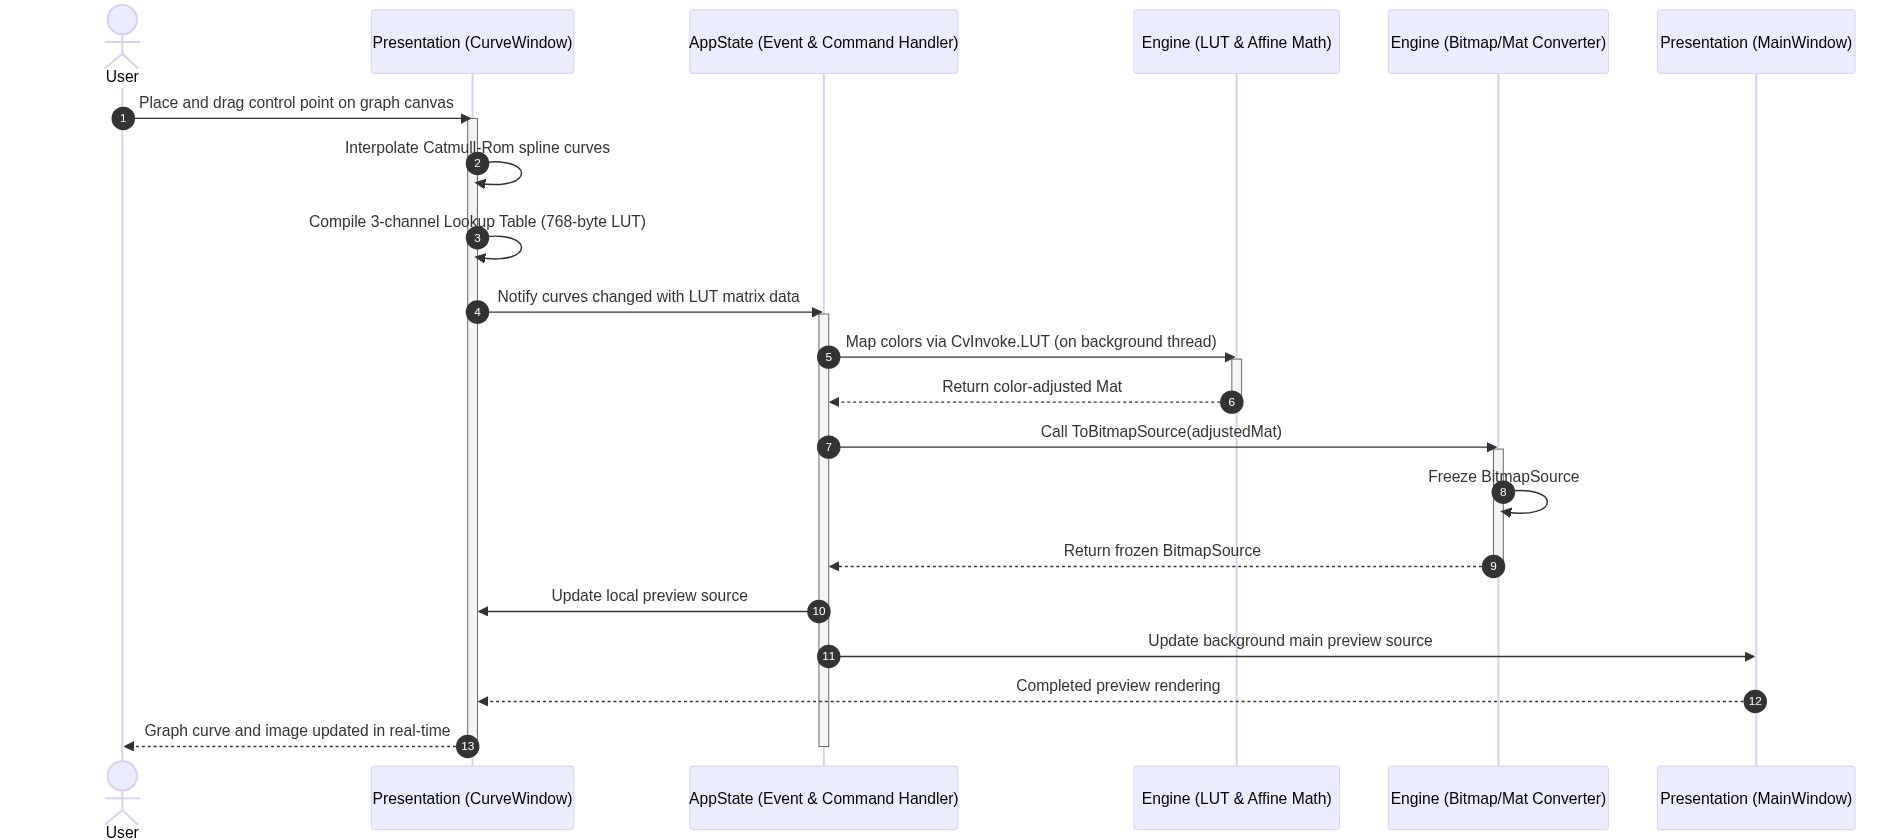 User
Presentation (CurveWindow)
AppState (Event & Command Handler)
Engine (LUT & Affine Math)
Engine (Bitmap/Mat Converter)
Presentation (MainWindow)
Place and drag control point on graph canvas
1
Interpolate Catmull-Rom spline curves
2
Compile 3-channel Lookup Table (768-byte LUT)
3
Notify curves changed with LUT matrix data
4
Map colors via CvInvoke.LUT (on background thread)
5
Return color-adjusted Mat
6
Call ToBitmapSource(adjustedMat)
7
Freeze BitmapSource
8
Return frozen BitmapSource
9
Update local preview source
10
Update background main preview source
11
Completed preview rendering
12
Graph curve and image updated in real-time
13
User
Presentation (CurveWindow)
AppState (Event & Command Handler)
Engine (LUT & Affine Math)
Engine (Bitmap/Mat Converter)
Presentation (MainWindow)